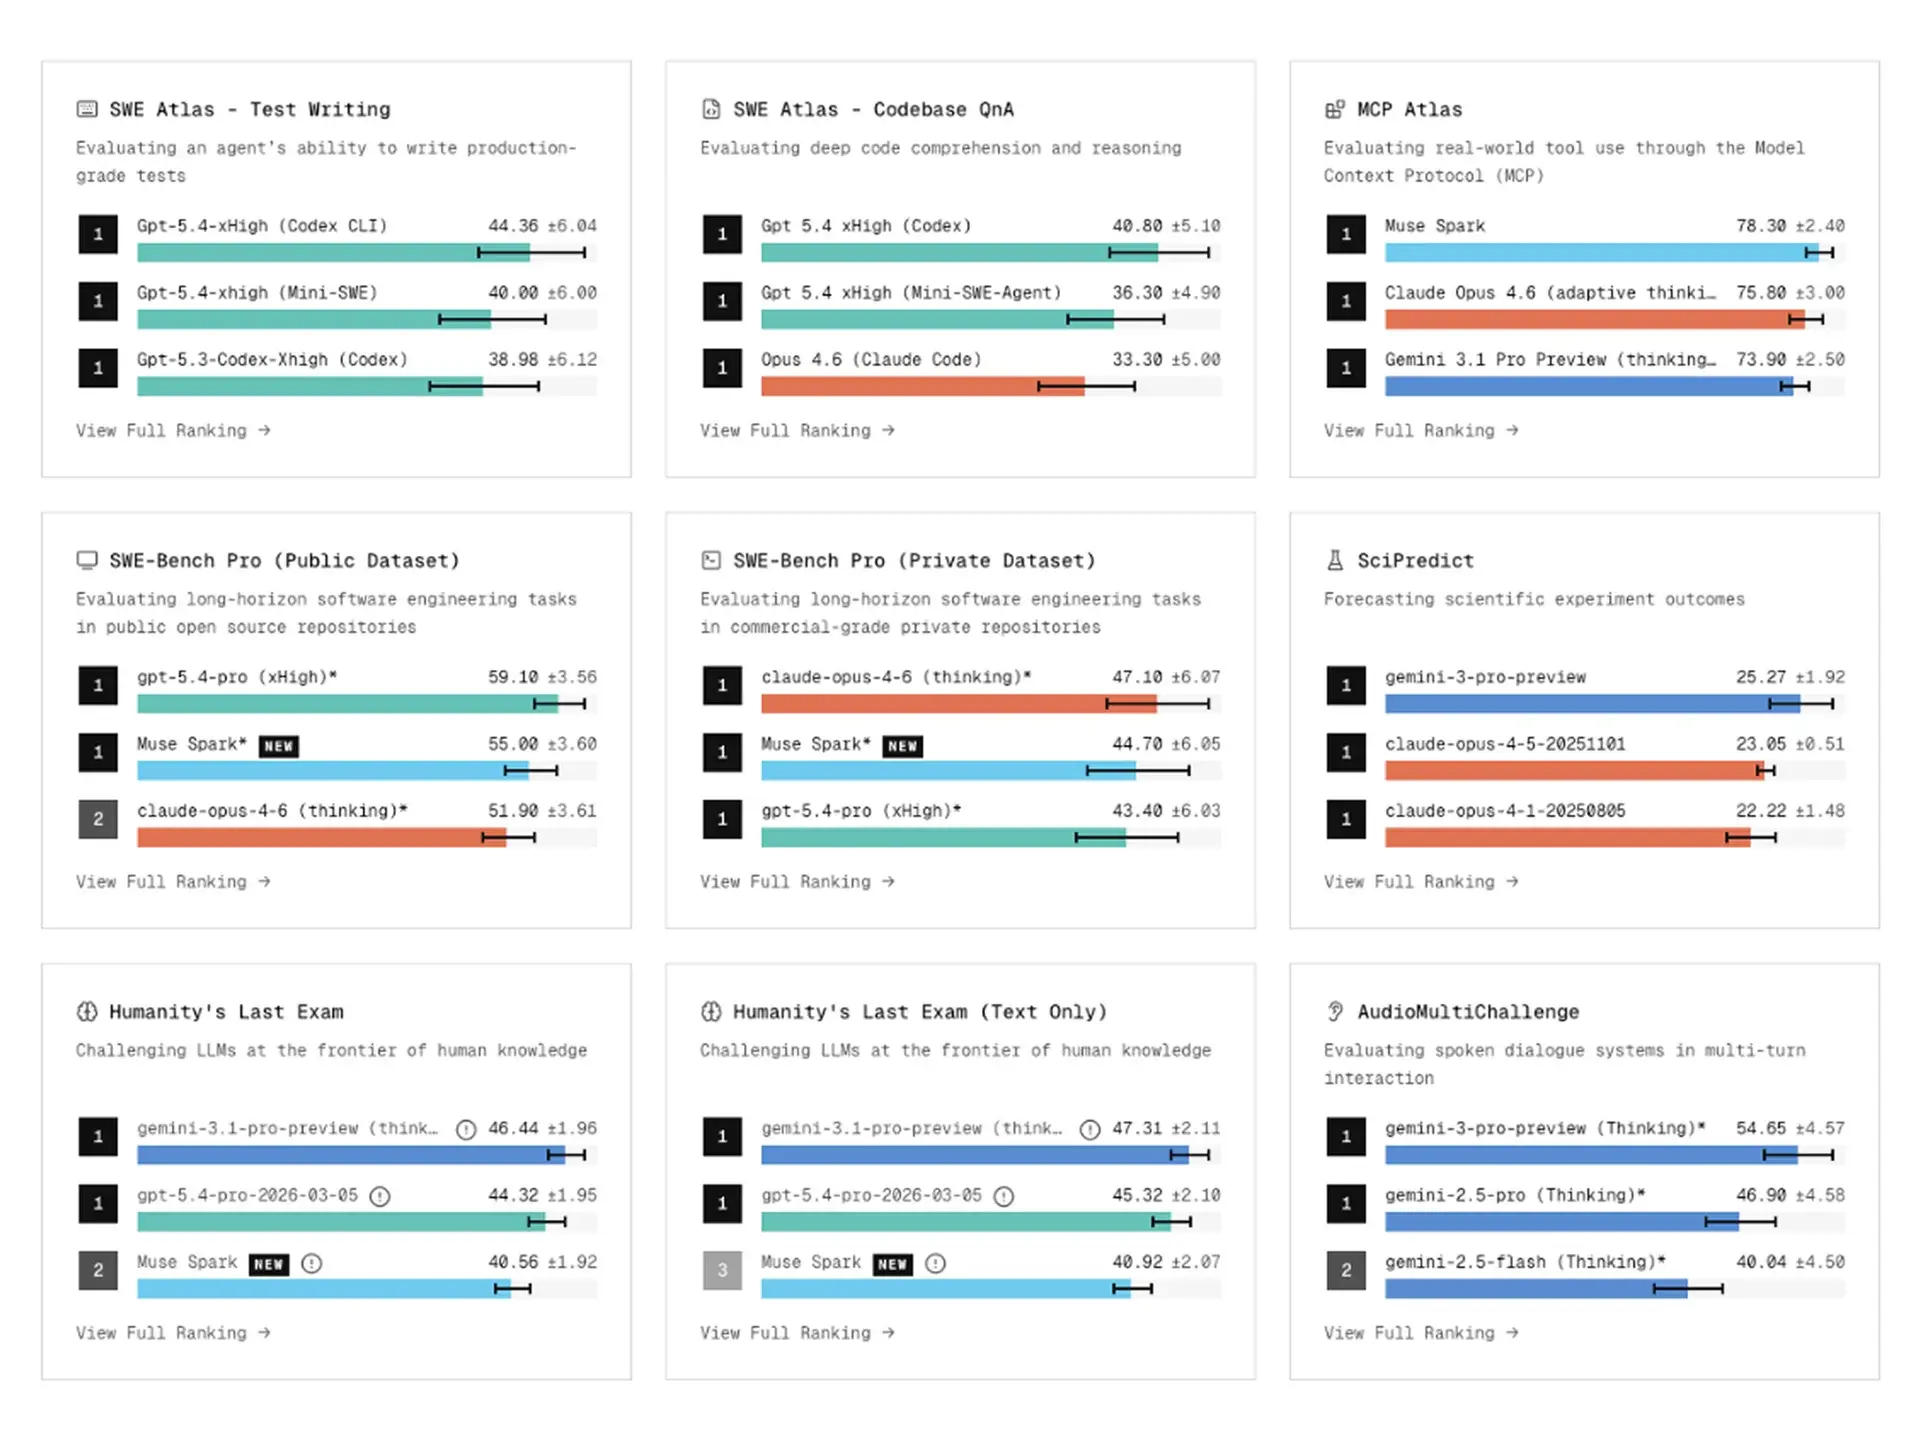 SWE Atlas - Test Writing
Evaluating an agent's ability to write production-
grade tests
1 Gpt-5.4-xHigh (Codex CLI) 44.36 ±6.04
1 Gpt-5.4-xhigh (Mini-SWE) 40.00 ±6.00
1 Gpt-5.3-Codex-Xhigh (Codex) 38.98 ±6.12
View Full Ranking →
SWE Atlas - Codebase QnA
Evaluating deep code comprehension and reasoning
1 Gpt 5.4 xHigh (Codex) 40.80 ±5.10
1 Gpt 5.4 xHigh (Mini-SWE-Agent) 36.30 ±4.90
1 Opus 4.6 (Claude Code) 33.30 ±5.00
View Full Ranking →
MCP Atlas
Evaluating real-world tool use through the Model
Context Protocol (MCP)
1 Muse Spark 78.30 ±2.40
1 Claude Opus 4.6 (adaptive thinki… 75.80 ±3.00
1 Gemini 3.1 Pro Preview (thinking… 73.90 ±2.50
View Full Ranking →
SWE-Bench Pro (Public Dataset)
Evaluating long-horizon software engineering tasks
in public open source repositories
1 gpt-5.4-pro (xHigh)* 59.10 ±3.56
1 Muse Spark* NEW 55.00 ±3.60
2 claude-opus-4-6 (thinking)* 51.90 ±3.61
View Full Ranking →
SWE-Bench Pro (Private Dataset)
Evaluating long-horizon software engineering tasks
in commercial-grade private repositories
1 claude-opus-4-6 (thinking)* 47.10 ±6.07
1 Muse Spark* NEW 44.70 ±6.05
1 gpt-5.4-pro (xHigh)* 43.40 ±6.03
View Full Ranking →
SciPredict
Forecasting scientific experiment outcomes
1 gemini-3-pro-preview 25.27 ±1.92
1 claude-opus-4-5-20251101 23.05 ±0.51
1 claude-opus-4-1-20250805 22.22 ±1.48
View Full Ranking →
Humanity's Last Exam
Challenging LLMs at the frontier of human knowledge
1 gemini-3.1-pro-preview (think… 46.44 ±1.96
1 gpt-5.4-pro-2026-03-05 44.32 ±1.95
2 Muse Spark NEW 40.56 ±1.92
View Full Ranking →
Humanity's Last Exam (Text Only)
Challenging LLMs at the frontier of human knowledge
1 gemini-3.1-pro-preview (think… 47.31 ±2.11
1 gpt-5.4-pro-2026-03-05 45.32 ±2.10
3 Muse Spark NEW 40.92 ±2.07
View Full Ranking →
AudioMultiChallenge
Evaluating spoken dialogue systems in multi-turn
interaction
1 gemini-3-pro-preview (Thinking)* 54.65 ±4.57
1 gemini-2.5-pro (Thinking)* 46.90 ±4.58
2 gemini-2.5-flash (Thinking)* 40.04 ±4.50
View Full Ranking →